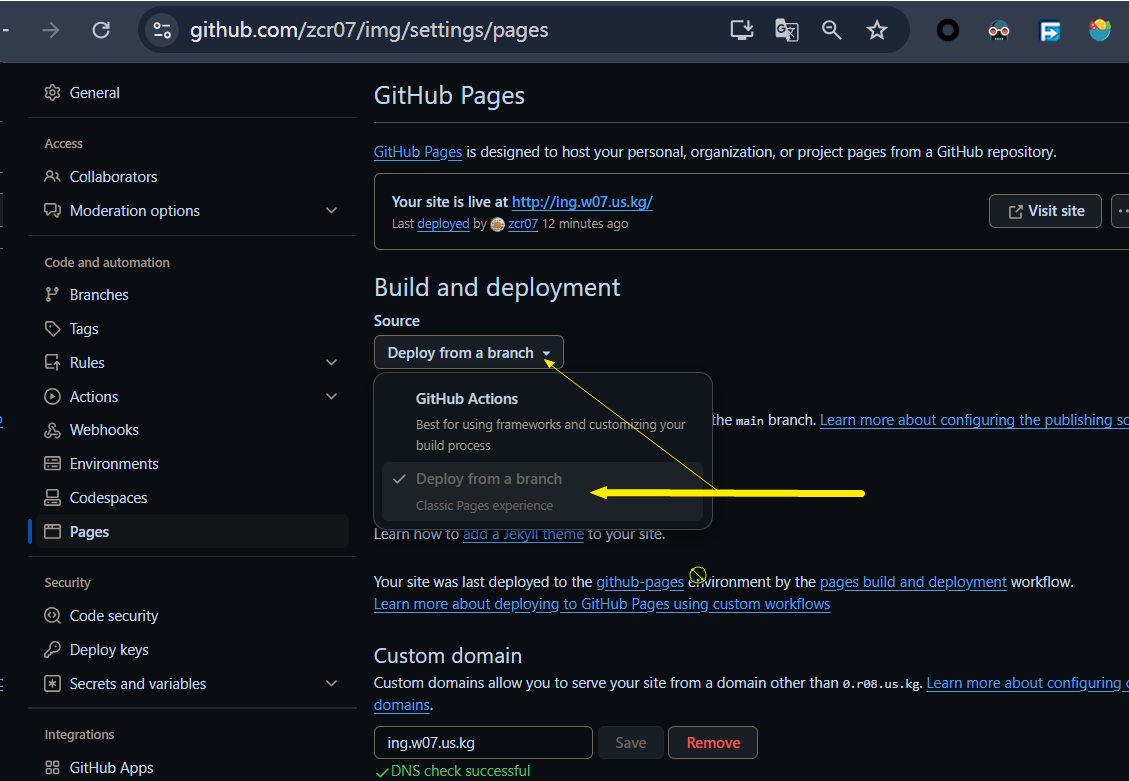 github.com/zcr07/img/settings/pages
General
Access
Collaborators
Moderation options
Code and automation
Branches
Tags
Rules
Actions
Webhooks
Environments
Codespaces
Pages
Security
Code security
Deploy keys
Secrets and variables
Integrations
GitHub Apps
GitHub Pages
GitHub Pages is designed to host your personal, organization, or project pages from a GitHub repository.
Your site is live at http://ing.w07.us.kg/
Last deployed by zcr07 12 minutes ago
Visit site
Build and deployment
Source
Deploy from a branch
GitHub Actions
Best for using frameworks and customizing your
build process
the main branch. Learn more about configuring the publishing so
Deploy from a branch
Classic Pages experience
Learn how to add a Jekyll theme to your site.
Your site was last deployed to the github-pages environment by the pages build and deployment workflow.
Learn more about deploying to GitHub Pages using custom workflows
Custom domain
Custom domains allow you to serve your site from a domain other than 0.r08.us.kg. Learn more about configuring c
domains.
ing.w07.us.kg
Save
Remove
DNS check successful